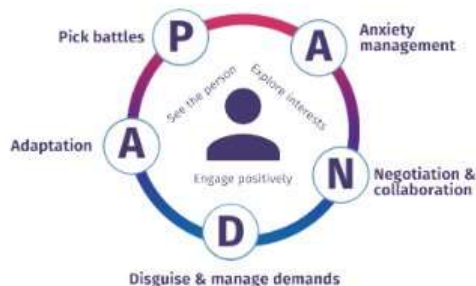 P
Pick battles
A
Anxiety
management
N
Negotiation &
collaboration
D
Disguise & manage demands
A
Adaptation
See the person
Explore interests
Engage positively